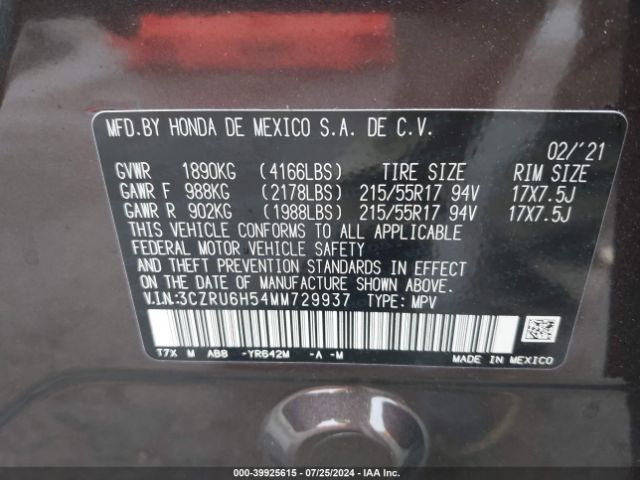 MFD.BY HONDA DE MEXICO S.A. DE C.V.
02/'21
GVWR 1890KG (4166LBS) TIRE SIZE RIM SIZE
GAWR F 988KG (2178LBS) 215/55R17 94V 17X7.5J
GAWR R 902KG (1988LBS) 215/55R17 94V 17X7.5J
THIS VEHICLE CONFORMS TO ALL APPLICABLE
FEDERAL MOTOR VEHICLE SAFETY
AND THEFT PREVENTION STANDARDS IN EFFECT ON
THE DATE OF MANUFACTURE SHOWN ABOVE.
V.I.N.:3CZRU6H54MM729937 TYPE: MPV
T7X M ABB -YR642M -A -M
MADE IN MEXICO
000-39925615 - 07/25/2024 - IAA Inc.